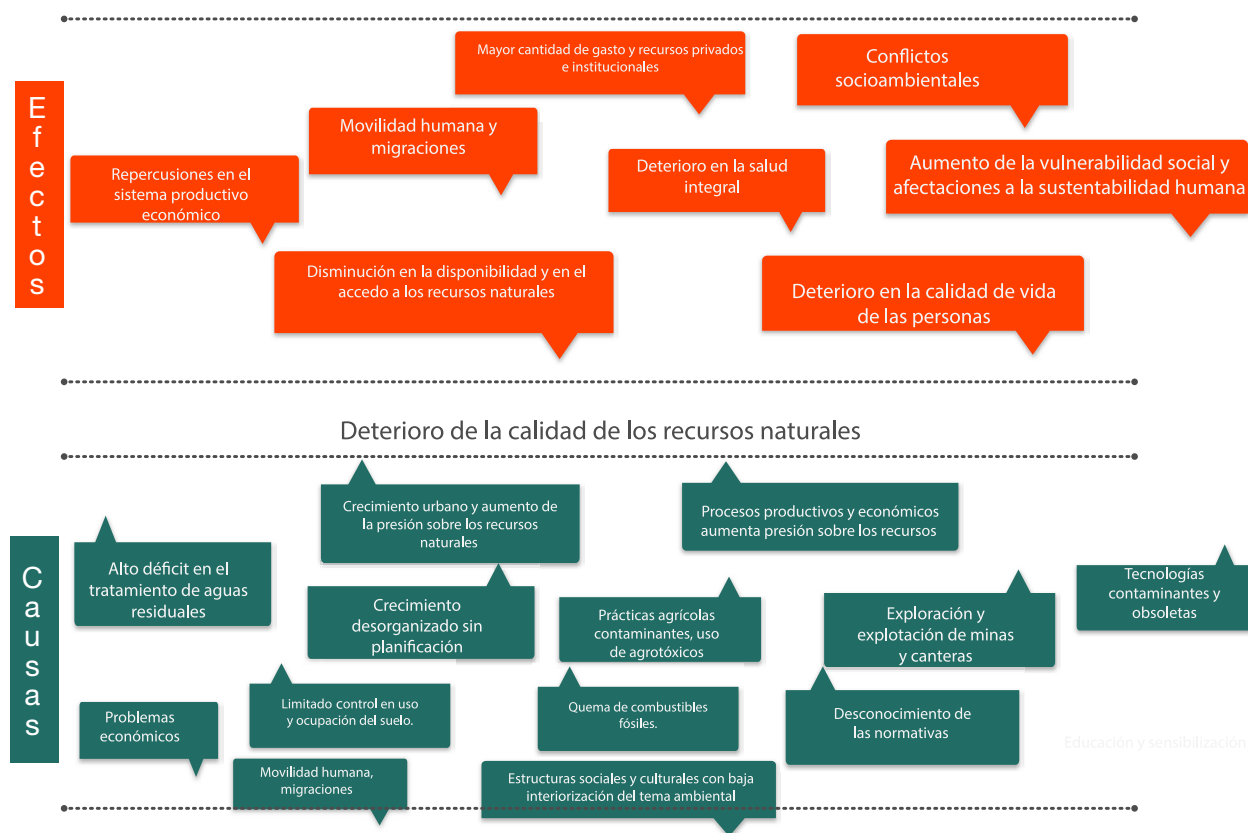 Efectos
Mayor cantidad de gasto y recursos privados
e institucionales
Conflictos
socioambientales
Movilidad humana y
migraciones
Deterioro en la salud
integral
Aumento de la vulnerabilidad social y
afectaciones a la sustentabilidad humana
Repercusiones en el
sistema productivo
económico
Disminución en la disponibilidad y en el
accedo a los recursos naturales
Deterioro en la calidad de vida
de las personas
Deterioro de la calidad de los recursos naturales
Causas
Crecimiento urbano y aumento de
la presión sobre los recursos
naturales
Procesos productivos y económicos
aumenta presión sobre los recursos
Alto déficit en el
tratamiento de aguas
residuales
Tecnologías
contaminantes y
obsoletas
Crecimiento
desorganizado sin
planificación
Prácticas agrícolas
contaminantes, uso
de agrotóxicos
Exploración y
explotación de minas
y canteras
Problemas
económicos
Limitado control en uso
y ocupación del suelo.
Quema de combustibles
fósiles.
Desconocimiento de
las normativas
Educación y sensibilización
Movilidad humana,
migraciones
Estructuras sociales y culturales con baja
interiorización del tema ambiental